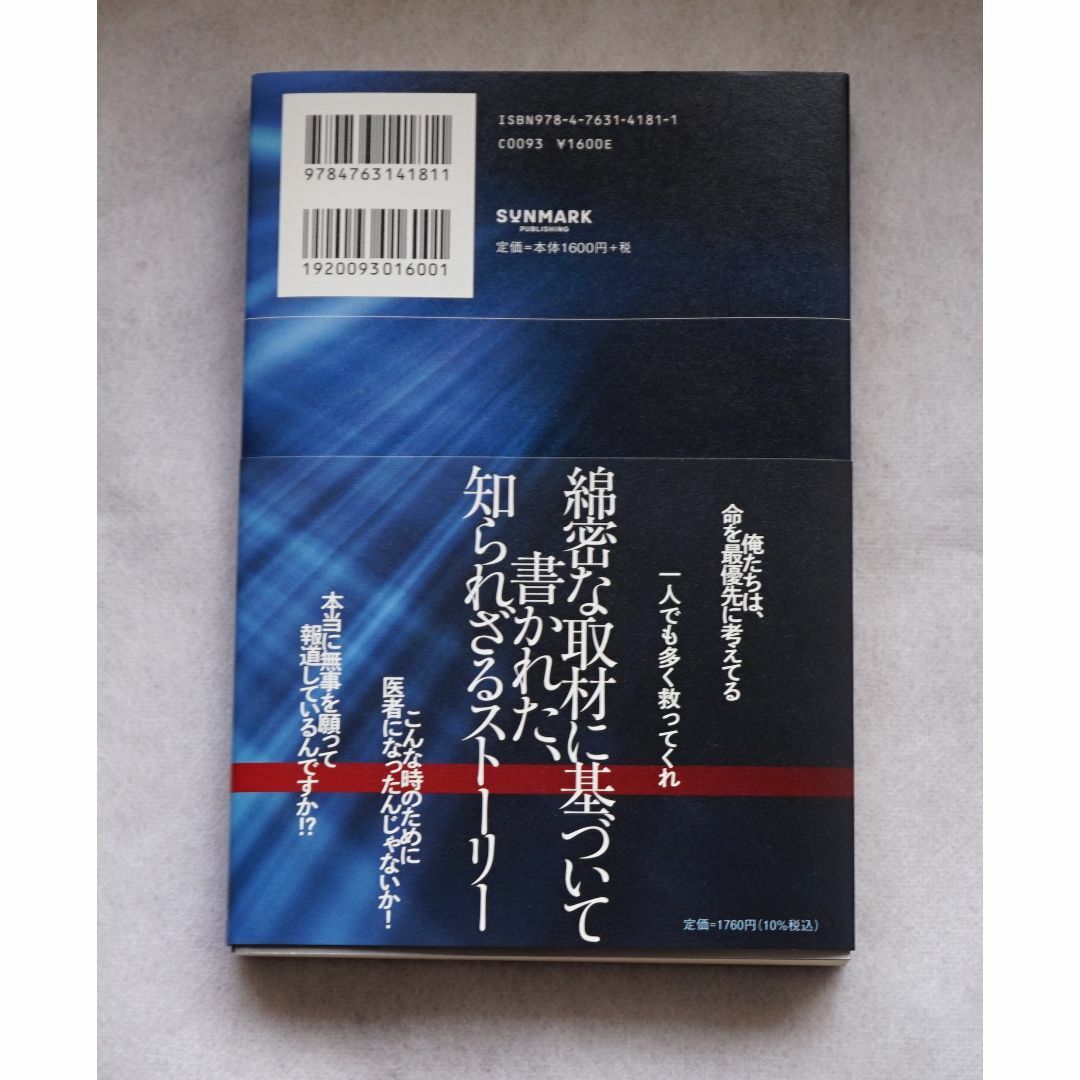 ISBN978-4-7631-4181-1
C0093 ¥1600E
9784763141811
1920093016001
SUNMARK
PUBLISHING
定価=本体1600円+税
俺たちは、
命を最優先に考えてる
一人でも多く救ってくれ
綿密な取材に基づいて
書かれた、
知られざるストーリー
こんな時のために
医者になったんじゃないか!
本当に無事を願って
報道しているんですか!?
定価=1760円(10%税込)